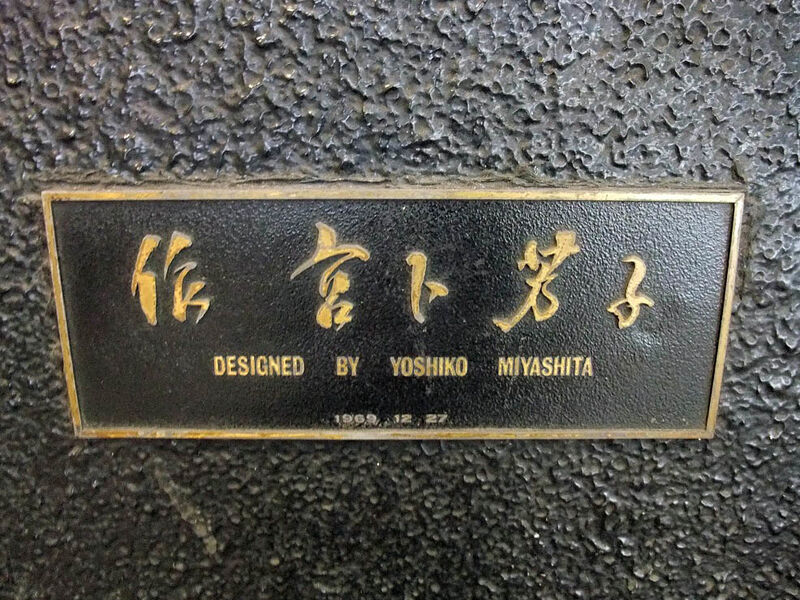 作 宮下芳子
DESIGNED BY YOSHIKO MIYASHITA
1969. 12. 27